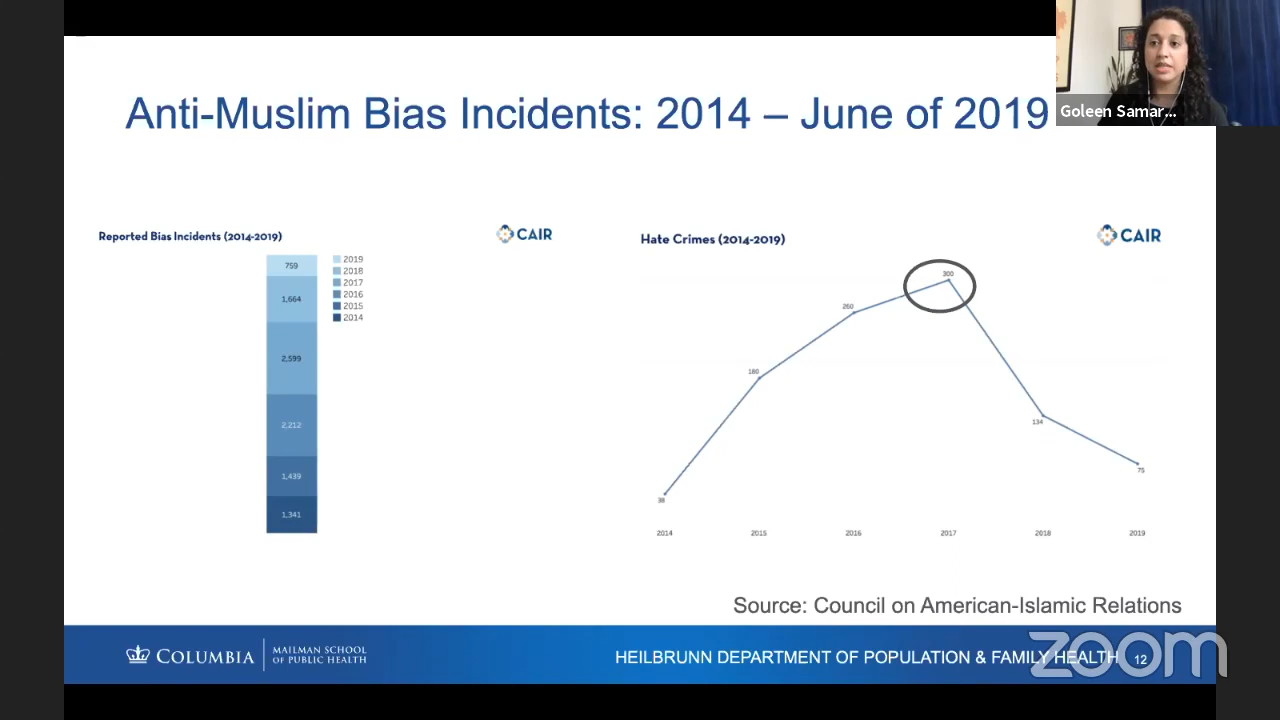 Anti-Muslim Bias Incidents: 2014 – June of 2019
Goleen Samar...
Reported Bias Incidents (2014-2019)
CAIR
759
1,664
2,599
2,212
1,439
1,341
2019
2018
2017
2016
2015
2014
Hate Crimes (2014-2019)
CAIR
300
260
180
134
75
38
2014
2015
2016
2017
2018
2019
Source: Council on American-Islamic Relations
COLUMBIA
MAILMAN SCHOOL
OF PUBLIC HEALTH
HEILBRUNN DEPARTMENT OF POPULATION & FAMILY HEALTH
12
zoom